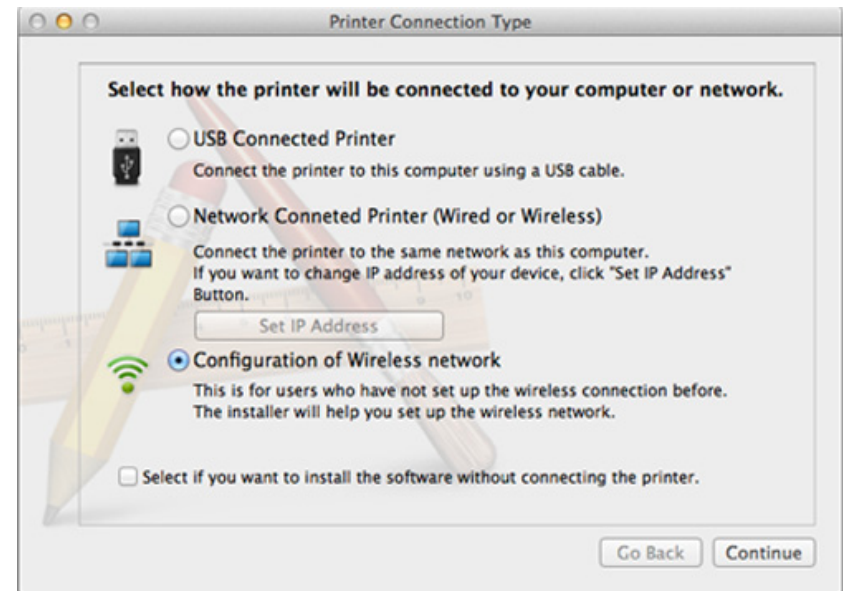 Printer Connection Type
Select how the printer will be connected to your computer or network.
USB Connected Printer
Connect the printer to this computer using a USB cable.
Network Conneted Printer (Wired or Wireless)
Connect the printer to the same network as this computer.
If you want to change IP address of your device, click "Set IP Address"
Button.
Set IP Address
Configuration of Wireless network
This is for users who have not set up the wireless connection before.
The installer will help you set up the wireless network.
Select if you want to install the software without connecting the printer.
Go Back Continue